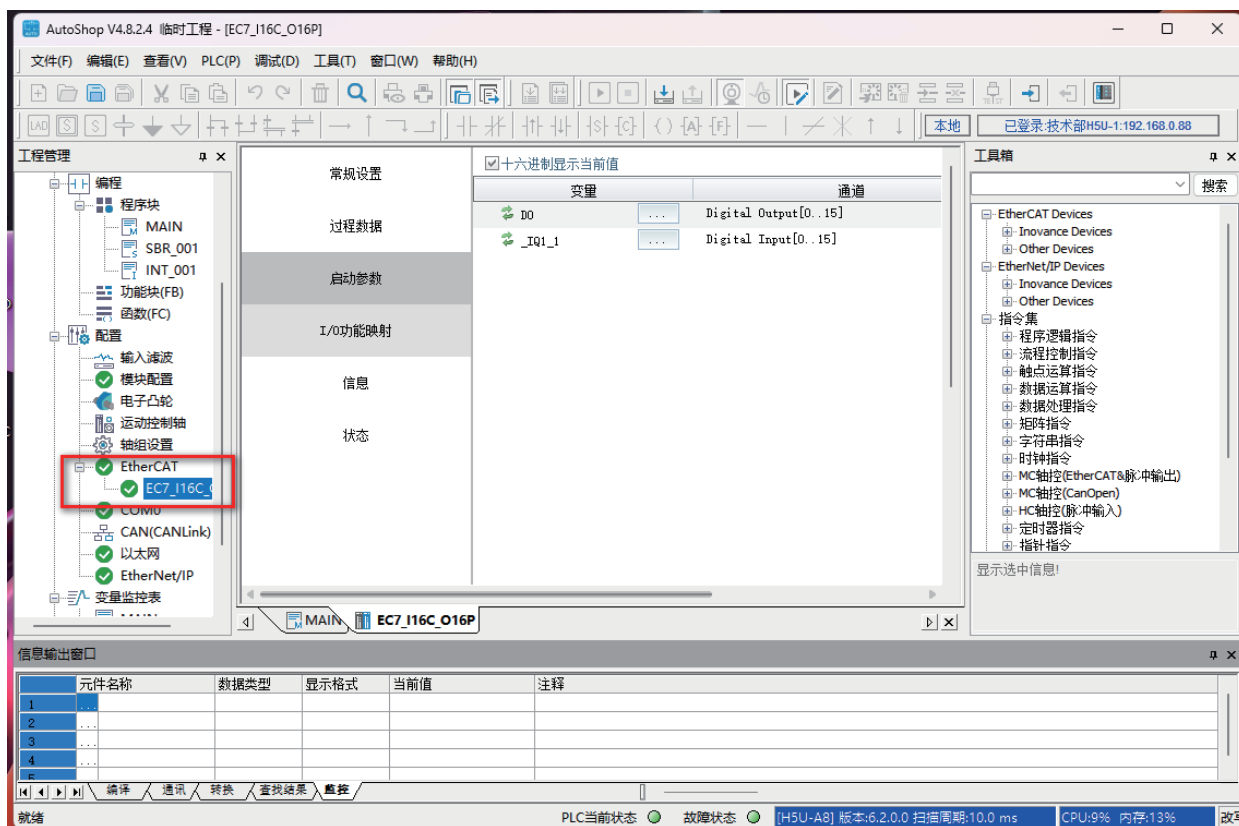 AutoShop V4.8.2.4 临时工程 - [EC7_I16C_O16P]
文件(F) 编辑(E) 查看(V) PLC(P) 调试(D) 工具(T) 窗口(W) 帮助(H)
LAD
本地
已登录:技术部H5U-1:192.168.0.88
工程管理
编程
程序块
MAIN
SBR_001
INT_001
功能块(FB)
函数(FC)
配置
输入滤波
模块配置
电子凸轮
运动控制轴
轴组设置
EtherCAT
EC7_I16C_
COM0
CAN(CANLink)
以太网
EtherNet/IP
变量监控表
常规设置
过程数据
启动参数
I/O功能映射
信息
状态
十六进制显示当前值
变量 通道
D0 ... Digital Output[0..15]
_IQ1_1 ... Digital Input[0..15]
MAIN EC7_I16C_O16P
工具箱
搜索
EtherCAT Devices
Inovance Devices
Other Devices
EtherNet/IP Devices
Inovance Devices
Other Devices
指令集
程序逻辑指令
流程控制指令
触点运算指令
数据运算指令
数据处理指令
矩阵指令
字符串指令
时钟指令
MC轴控(EtherCAT&脉冲输出)
MC轴控(CanOpen)
HC轴控(脉冲输入)
定时器指令
指针指令
显示选中信息!
信息输出窗口
元件名称 数据类型 显示格式 当前值 注释
1 ...
2 ...
3 ...
4 ...
5
编译 通讯 转换 查找结果 监控
就绪 PLC当前状态 故障状态 [H5U-A8] 版本:6.2.0.0 扫描周期:10.0 ms CPU:9% 内存:13% 改写